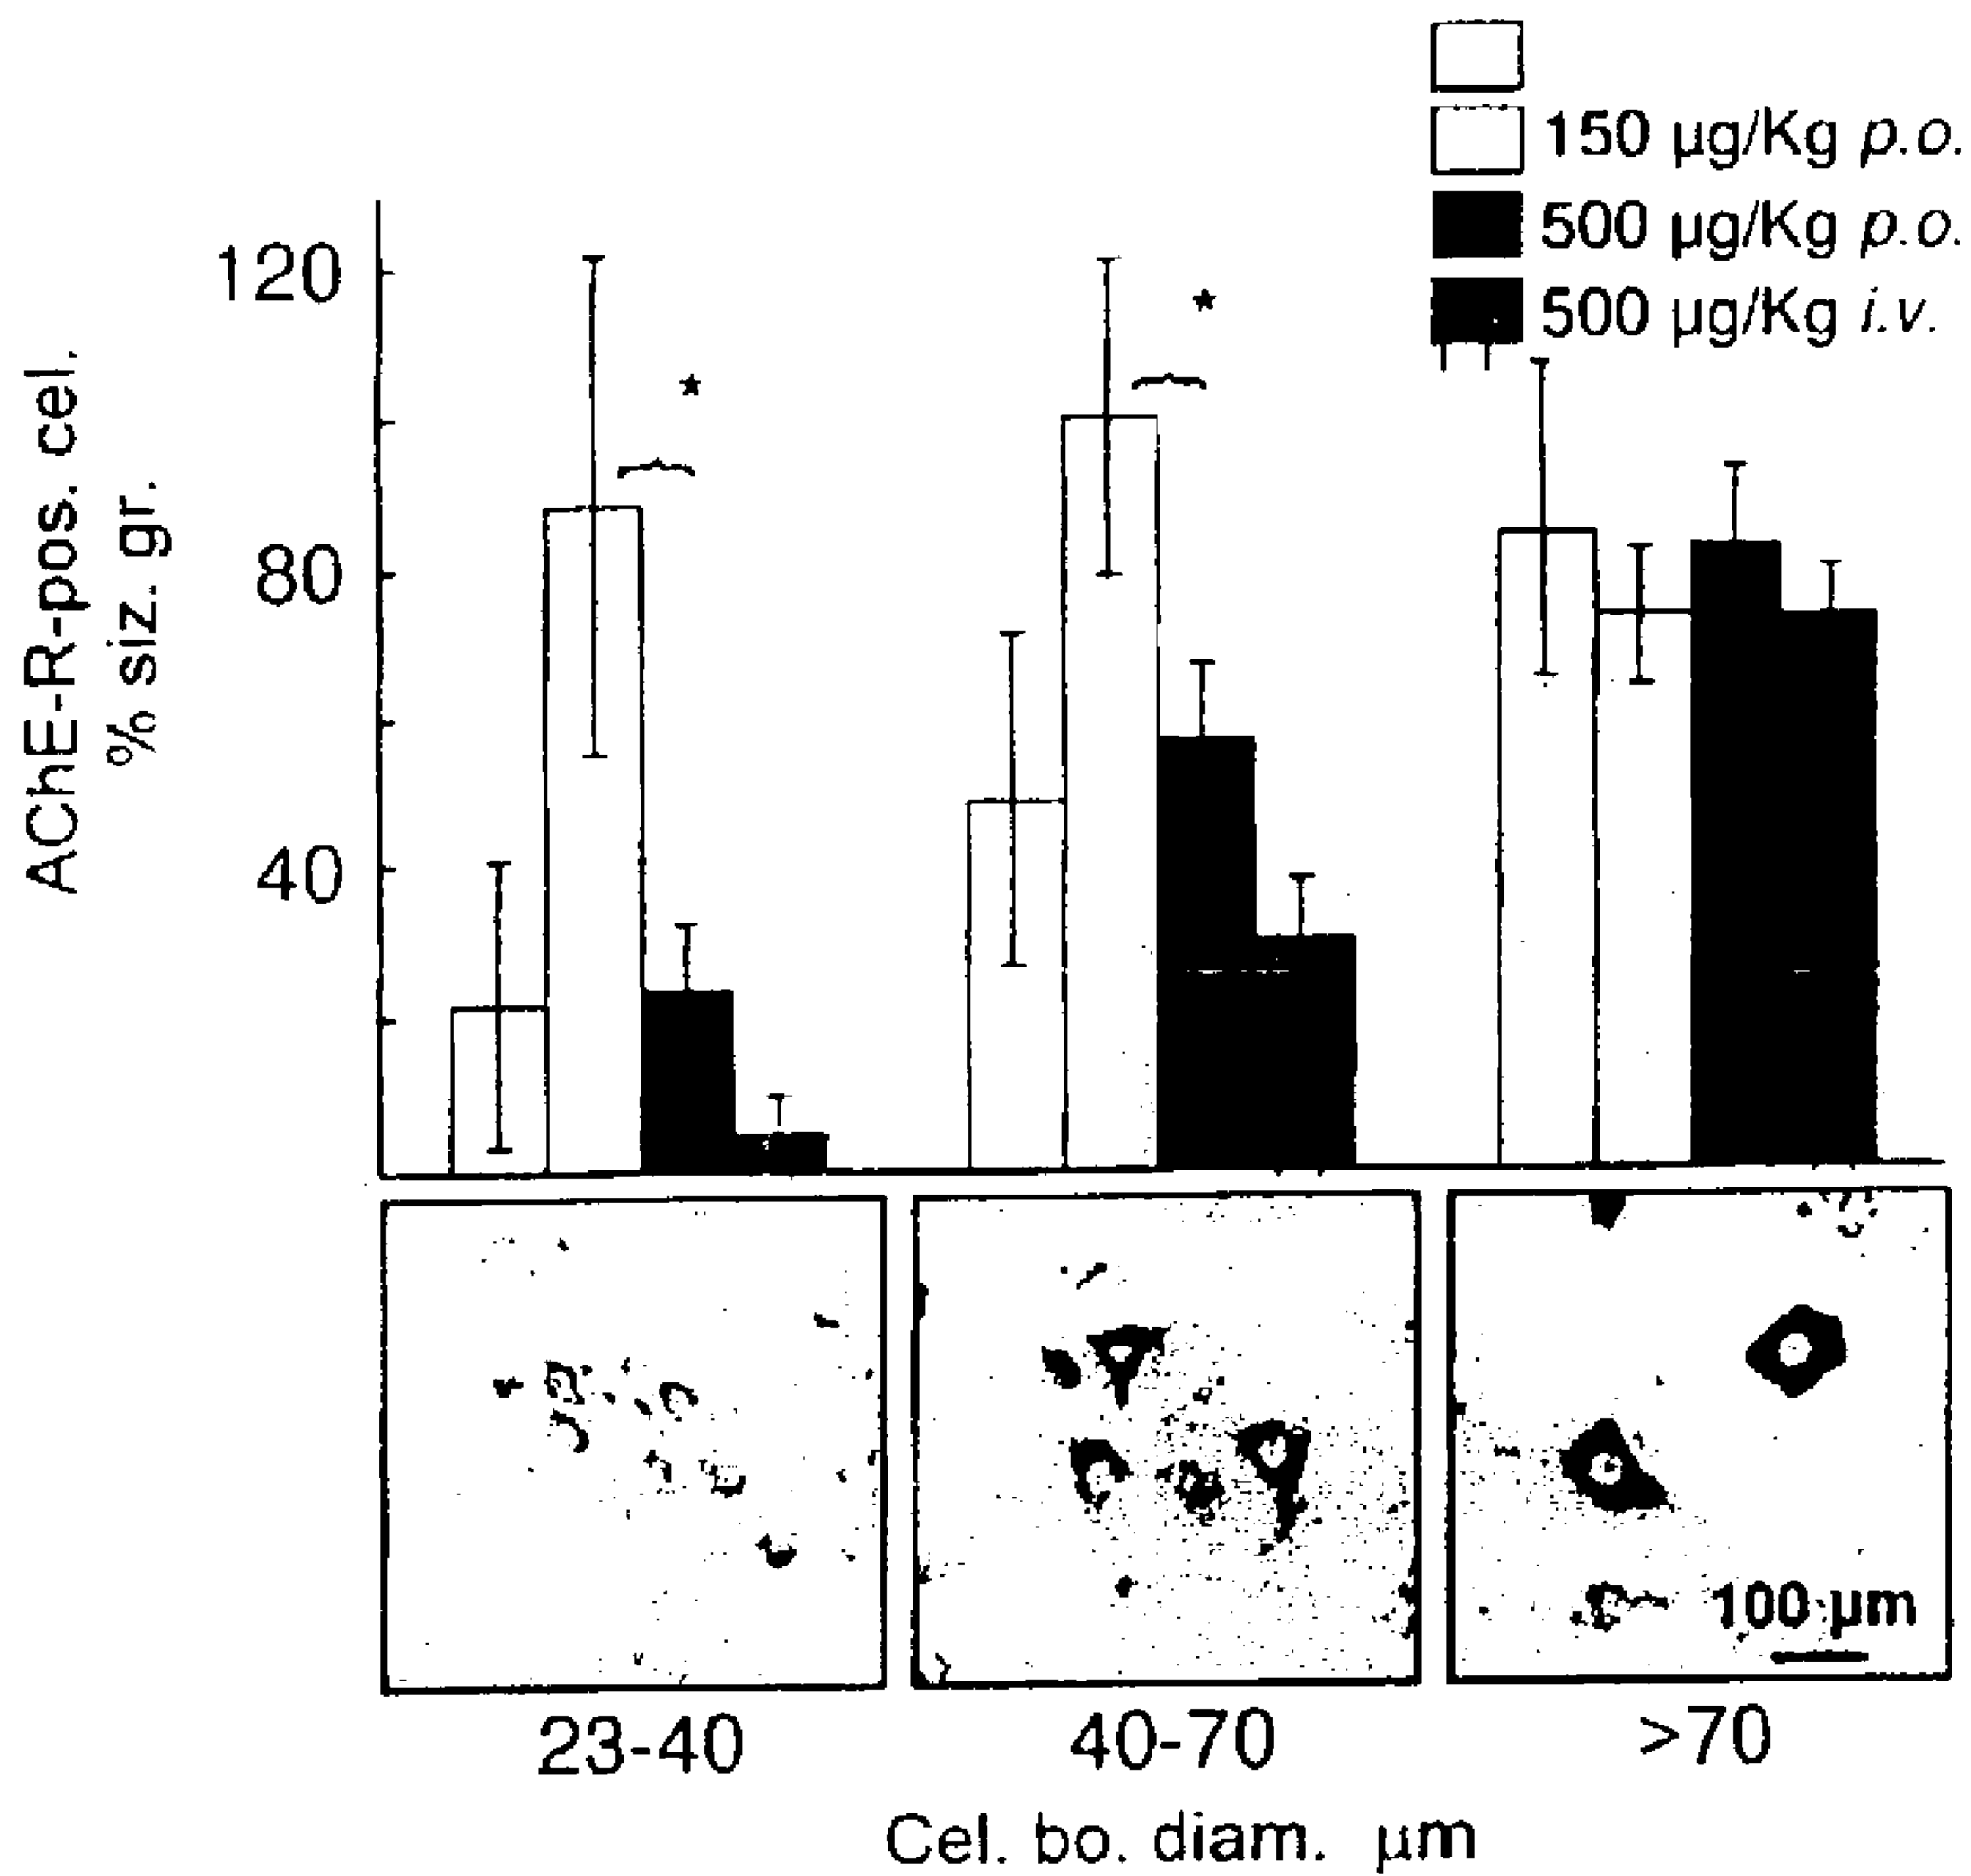 150 µg/Kg p.o.
500 µg/Kg p.o.
500 µg/Kg i.v.
AChE-R-pos. cel.
% siz. gr.
120
80
40
*
*
100 µm
23-40
40-70
>70
Cel. bo. diam. µm